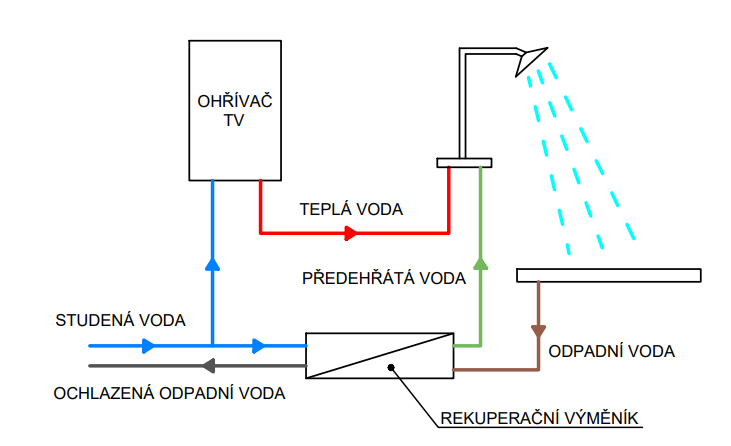 OHŘÍVAČ
TV
TEPLÁ VODA
PŘEDEHŘÁTÁ VODA
STUDENÁ VODA
ODPADNÍ VODA
OCHLAZENÁ ODPADNÍ VODA
REKUPERAČNÍ VÝMĚNÍK